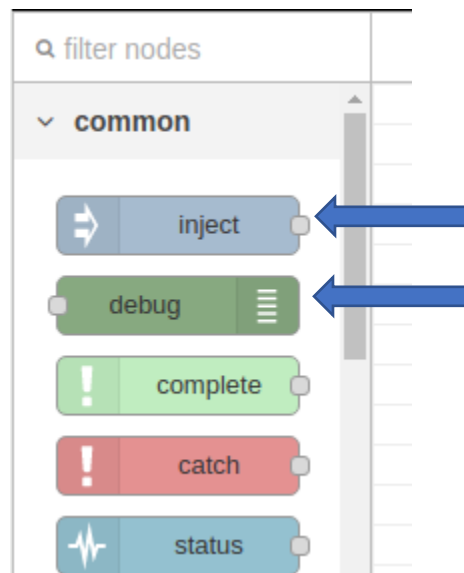 filter nodes
common
inject
debug
complete
catch
status